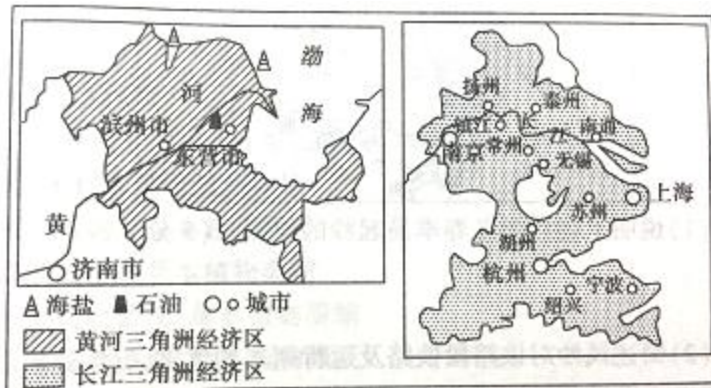 渤
海
河
滨州市
东营市
黄
济南市
海盐 石油 城市
黄河三角洲经济区
长江三角洲经济区
扬州
泰州
镇江
长
江
南通
南京
常州
无锡
上海
苏州
湖州
杭州
宁波
绍兴